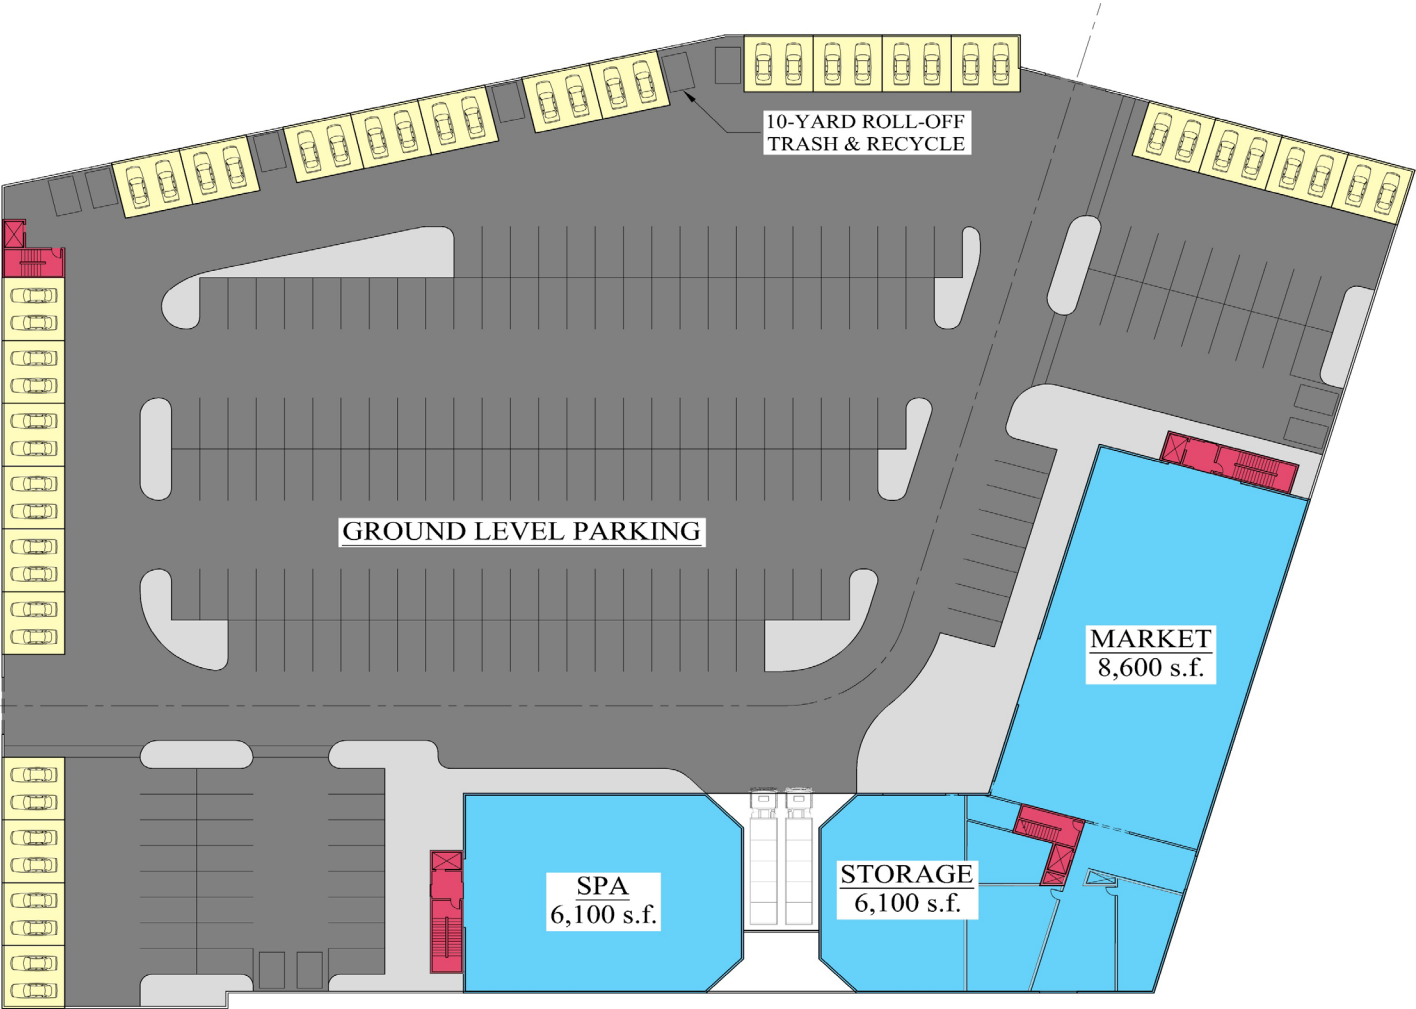 10-YARD ROLL-OFF
TRASH & RECYCLE
GROUND LEVEL PARKING
MARKET
8,600 s.f.
SPA
6,100 s.f.
STORAGE
6,100 s.f.